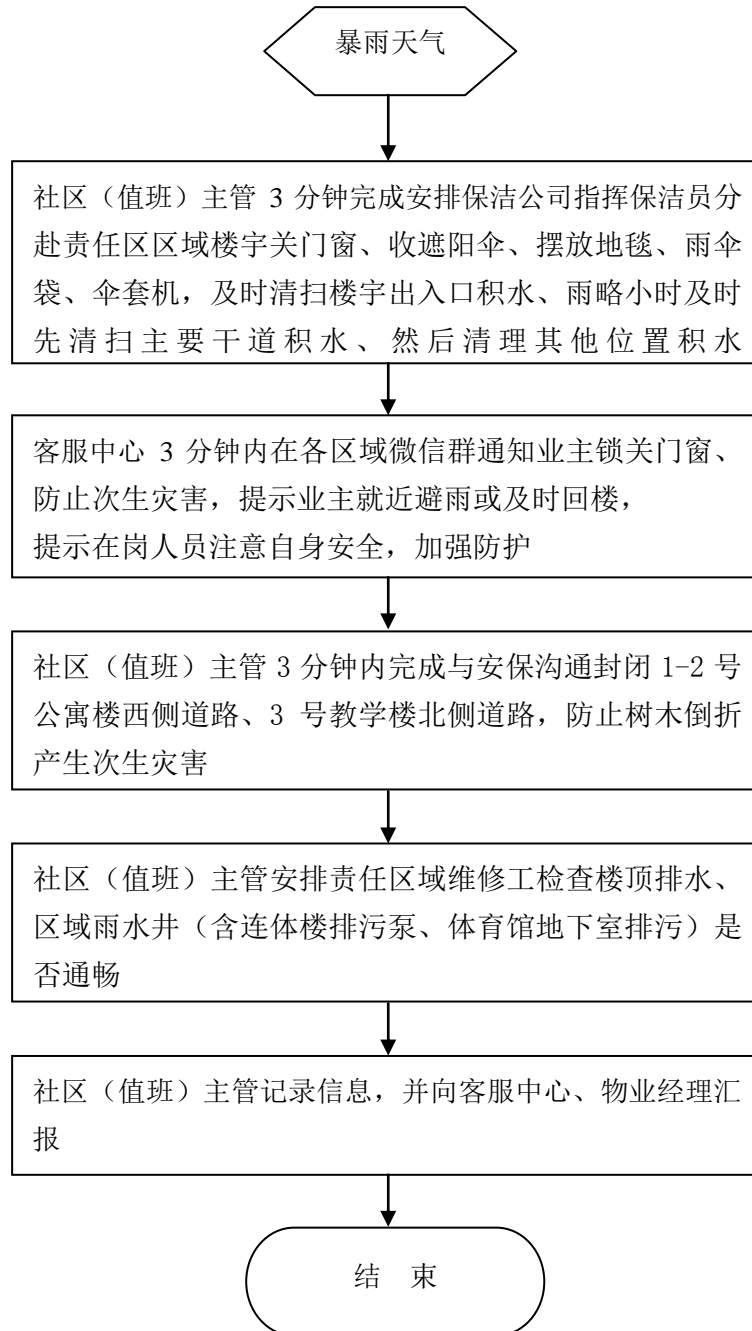 暴雨天气
社区（值班）主管 3 分钟完成安排保洁公司指挥保洁员分
赴责任区区域楼宇关门窗、收遮阳伞、摆放地毯、雨伞
袋、伞套机，及时清扫楼宇出入口积水、雨略小时及时
先清扫主要干道积水、然后清理其他位置积水
客服中心 3 分钟内在各区域微信群通知业主锁关门窗、
防止次生灾害，提示业主就近避雨或及时回楼，
提示在岗人员注意自身安全，加强防护
社区（值班）主管 3 分钟内完成与安保沟通封闭 1-2 号
公寓楼西侧道路、3 号教学楼北侧道路，防止树木倒折
产生次生灾害
社区（值班）主管安排责任区域维修工检查楼顶排水、
区域雨水井（含连体楼排污泵、体育馆地下室排污）是
否通畅
社区（值班）主管记录信息，并向客服中心、物业经理汇
报
结 束